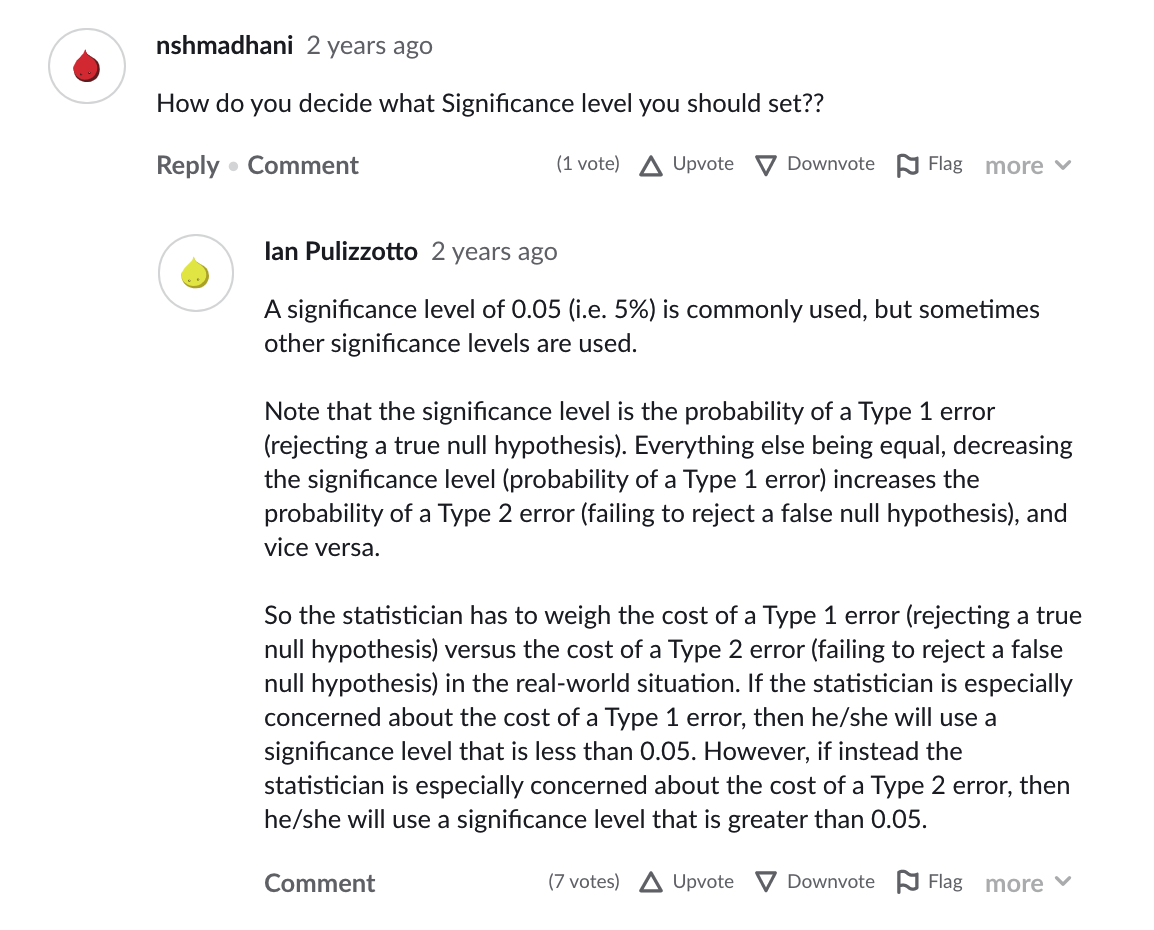 nshmadhani 2 years ago
How do you decide what Significance level you should set??
Reply • Comment (1 vote) Upvote Downvote Flag more
Ian Pulizzotto 2 years ago
A significance level of 0.05 (i.e. 5%) is commonly used, but sometimes
other significance levels are used.
Note that the significance level is the probability of a Type 1 error
(rejecting a true null hypothesis). Everything else being equal, decreasing
the significance level (probability of a Type 1 error) increases the
probability of a Type 2 error (failing to reject a false null hypothesis), and
vice versa.
So the statistician has to weigh the cost of a Type 1 error (rejecting a true
null hypothesis) versus the cost of a Type 2 error (failing to reject a false
null hypothesis) in the real-world situation. If the statistician is especially
concerned about the cost of a Type 1 error, then he/she will use a
significance level that is less than 0.05. However, if instead the
statistician is especially concerned about the cost of a Type 2 error, then
he/she will use a significance level that is greater than 0.05.
Comment (7 votes) Upvote Downvote Flag more